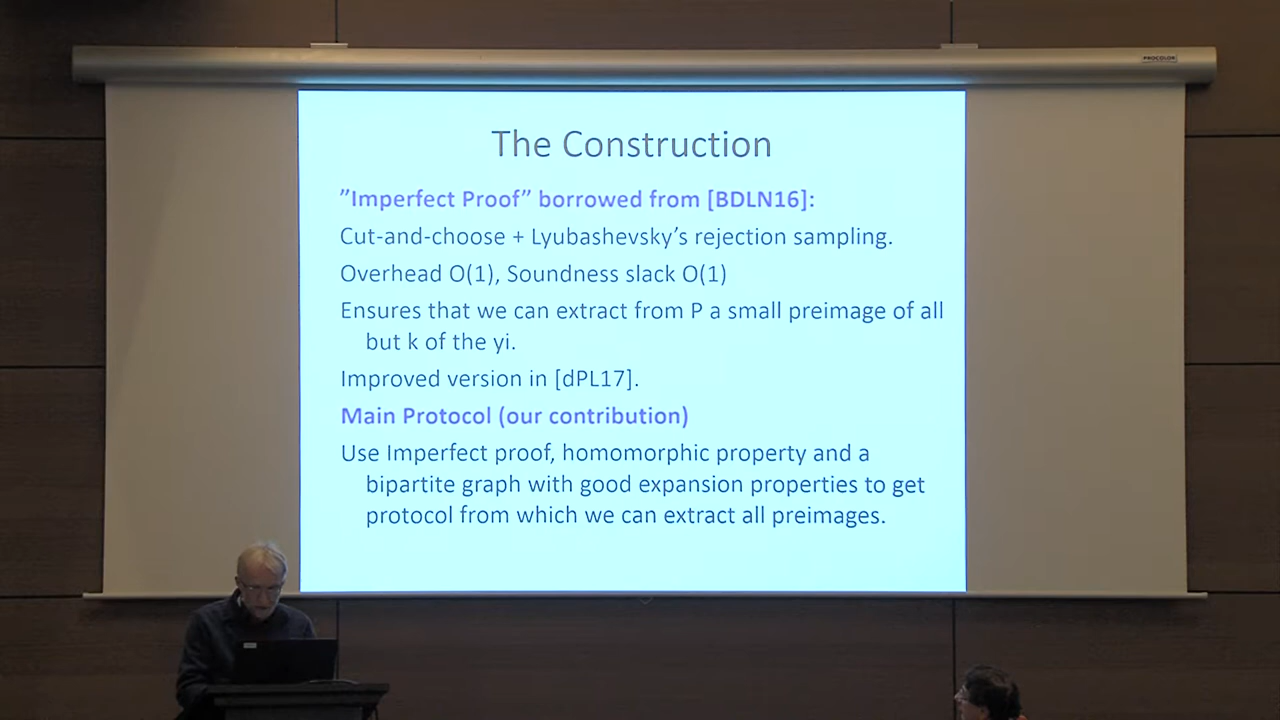 PROCOLOR
The Construction
”Imperfect Proof” borrowed from [BDLN16]:
Cut-and-choose + Lyubashevsky’s rejection sampling.
Overhead O(1), Soundness slack O(1)
Ensures that we can extract from P a small preimage of all
but k of the yi.
Improved version in [dPL17].
Main Protocol (our contribution)
Use Imperfect proof, homomorphic property and a
bipartite graph with good expansion properties to get
protocol from which we can extract all preimages.